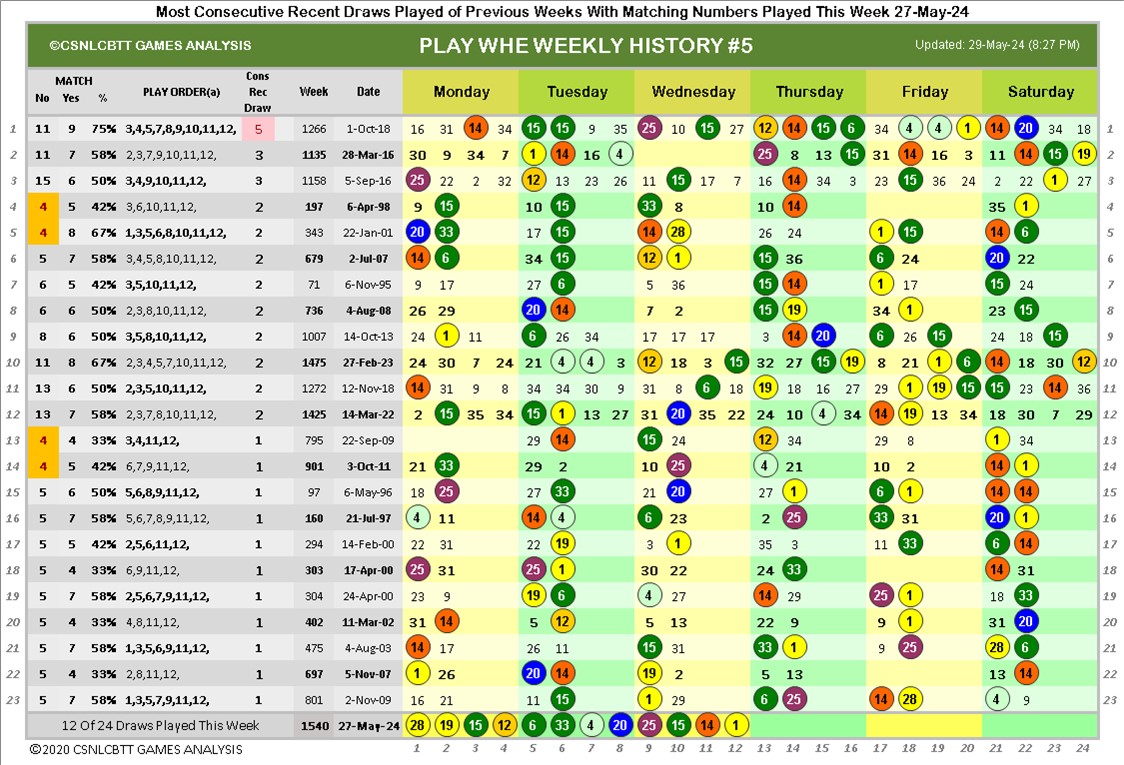 Most Consecutive Recent Draws Played of Previous Weeks With Matching Numbers Played This Week 27-May-24
©CSNLCBTT GAMES ANALYSIS PLAY WHE WEEKLY HISTORY #5 Updated: 29-May-24 (8:27 PM)
No MATCH Yes % PLAY ORDER(a) Cons Rec Draw Week Date Monday Tuesday Wednesday Thursday Friday Saturday
1 11 9 75% 3,4,5,7,8,9,10,11,12, 5 1266 1-Oct-18 16 31 14 34 15 15 9 35 25 10 15 27 12 14 15 6 34 4 4 1 14 20 34 18 1
2 11 7 58% 2,3,7,9,10,11,12, 3 1135 28-Mar-16 30 9 34 7 1 14 16 4 25 8 13 16 31 14 16 3 11 14 15 19 2
3 15 6 50% 3,4,9,10,11,12, 3 1158 5-Sep-16 25 22 2 32 12 13 23 26 11 15 17 7 16 14 34 3 23 15 36 24 2 22 1 27 3
4 4 5 42% 3,6,10,11,12, 2 197 6-Apr-98 9 15 10 15 33 8 10 14 35 1 4
5 4 8 67% 1,3,5,6,8,10,11,12, 2 343 22-Jan-01 20 33 17 15 14 28 26 24 1 15 14 6 5
6 5 7 58% 3,4,5,8,10,11,12, 2 679 2-Jul-07 14 6 34 15 12 1 15 36 6 24 20 22 6
7 6 5 42% 3,5,10,11,12, 2 71 6-Nov-95 9 17 27 6 5 36 15 14 1 17 15 24 7
8 6 6 50% 2,3,8,10,11,12, 2 736 4-Aug-08 26 29 20 14 7 2 15 19 34 1 23 15 8
9 8 6 50% 3,5,8,10,11,12, 2 1007 14-Oct-13 24 1 11 6 26 34 17 17 17 3 14 20 6 26 19 24 18 15 9
10 11 8 67% 2,3,4,5,7,10,11,12, 2 1475 27-Feb-23 24 30 7 24 21 4 4 3 12 18 3 15 32 27 15 19 8 21 1 6 14 18 30 12 10
11 13 6 50% 2,3,5,10,11,12, 2 1272 12-Nov-18 14 31 9 8 34 34 30 9 31 8 6 18 19 18 16 27 29 1 19 15 15 23 14 36 11
12 13 7 58% 2,3,7,8,10,11,12, 2 1425 14-Mar-22 2 15 35 34 15 1 13 27 31 20 35 22 24 10 4 34 14 19 13 34 18 30 7 29 12
13 4 4 33% 3,4,11,12, 1 795 22-Sep-09 29 14 15 24 12 34 29 8 1 34 13
14 4 5 42% 6,7,9,11,12, 1 901 3-Oct-11 21 33 29 2 10 25 4 21 10 2 14 1 14
15 5 6 50% 5,6,8,9,11,12, 1 97 6-May-96 18 25 27 33 21 20 27 1 6 1 14 14 15
16 5 7 58% 5,6,7,8,9,11,12, 1 160 21-Jul-97 4 11 14 4 6 23 2 25 33 31 20 1 16
17 5 5 42% 2,5,6,11,12, 1 294 14-Feb-00 22 31 22 19 3 1 35 3 11 33 6 14 17
18 5 4 33% 6,9,11,12, 1 303 17-Apr-00 25 31 25 1 30 22 24 33 14 31 18
19 5 7 58% 2,5,6,7,9,11,12, 1 304 24-Apr-00 23 9 19 6 4 27 14 29 25 1 18 33 19
20 5 4 33% 4,8,11,12, 1 402 11-Mar-02 31 14 5 12 5 13 22 9 9 1 31 20 20
21 5 7 58% 1,3,5,6,9,11,12, 1 475 4-Aug-03 14 17 26 11 15 31 33 1 9 25 28 6 21
22 5 4 33% 2,8,11,12, 1 697 5-Nov-07 1 26 20 14 19 2 5 13 13 14 22
23 5 7 58% 1,3,5,7,9,11,12, 1 801 2-Nov-09 16 21 11 15 1 29 6 25 14 28 4 9 23
12 Of 24 Draws Played This Week 1540 27-May-24 28 19 15 12 6 33 4 20 25 15 14 1
©2020 CSNLCBTT GAMES ANALYSIS 1 2 3 4 5 6 7 8 9 10 11 12 13 14 15 16 17 18 19 20 21 22 23 24